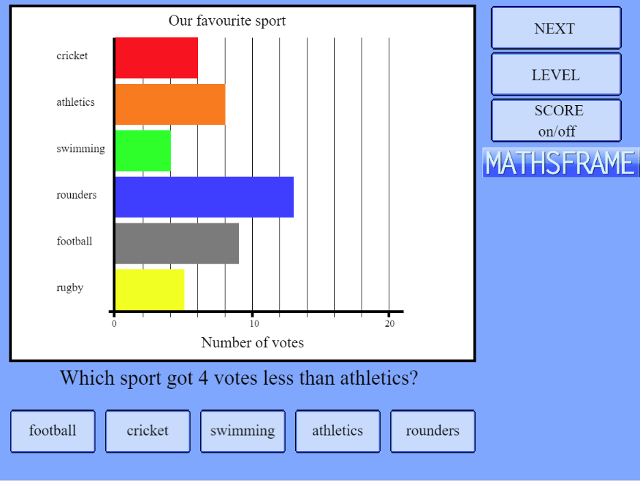 Our favourite sport
cricket
athletics
swimming
rounders
football
rugby
0 10 20
Number of votes
NEXT
LEVEL
SCORE
on/off
MATHSFRAME
Which sport got 4 votes less than athletics?
football cricket swimming athletics rounders